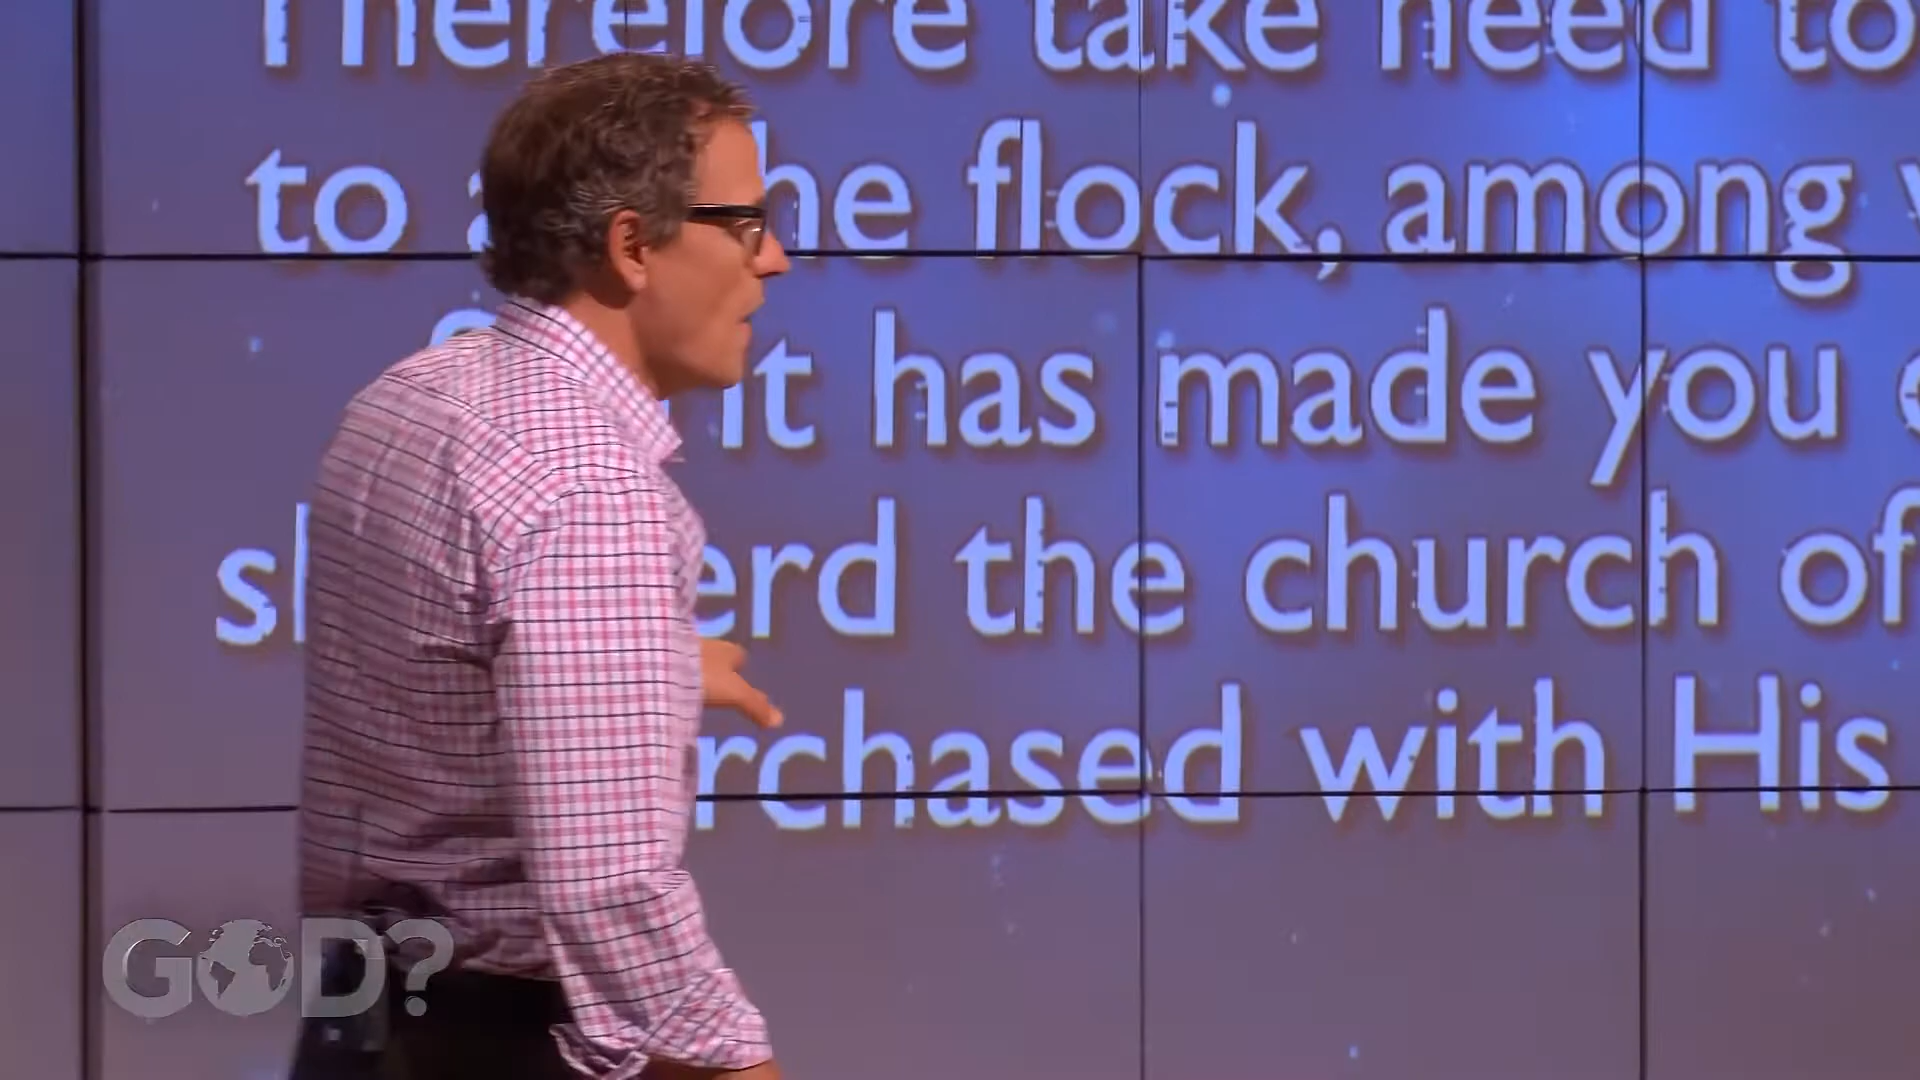 Therefore take heed to
to a he flock, among
it has made you
erd the church of
rchased with His
GOD?